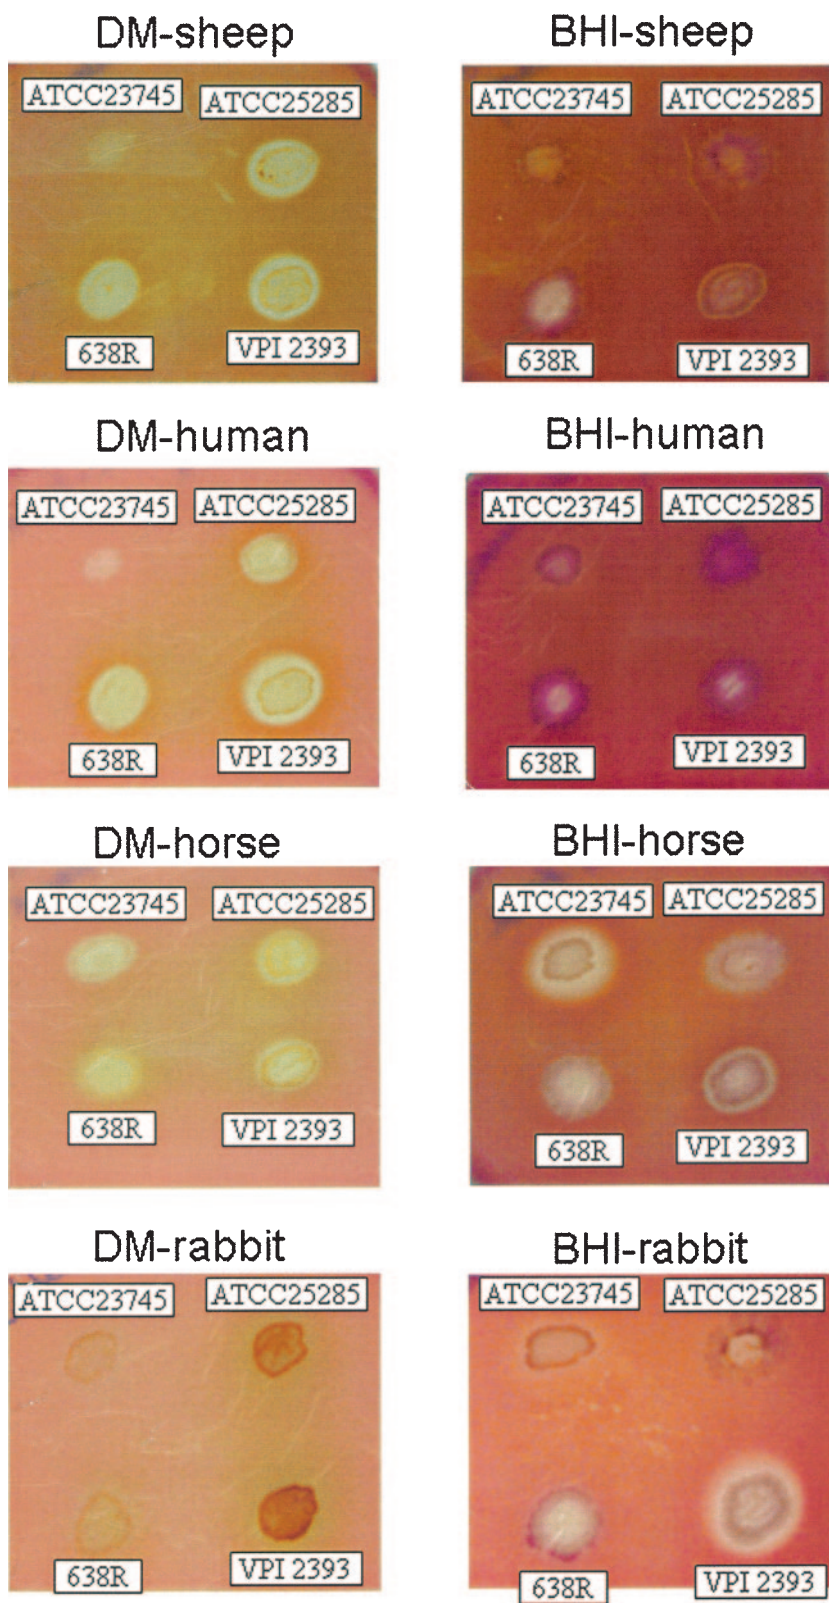 DM-sheep
ATCC23745 ATCC25285
638R VPI 2393
BHI-sheep
ATCC23745 ATCC25285
638R VPI 2393
DM-human
ATCC23745 ATCC25285
638R VPI 2393
BHI-human
ATCC23745 ATCC25285
638R VPI 2393
DM-horse
ATCC23745 ATCC25285
638R VPI 2393
BHI-horse
ATCC23745 ATCC25285
638R VPI 2393
DM-rabbit
ATCC23745 ATCC25285
638R VPI 2393
BHI-rabbit
ATCC23745 ATCC25285
638R VPI 2393